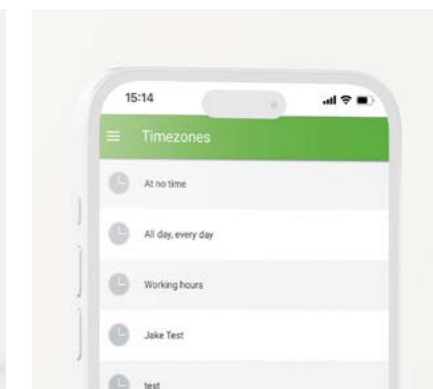 15:14
Timezones
At no time
All day, every day
Working hours
Jake Test
test